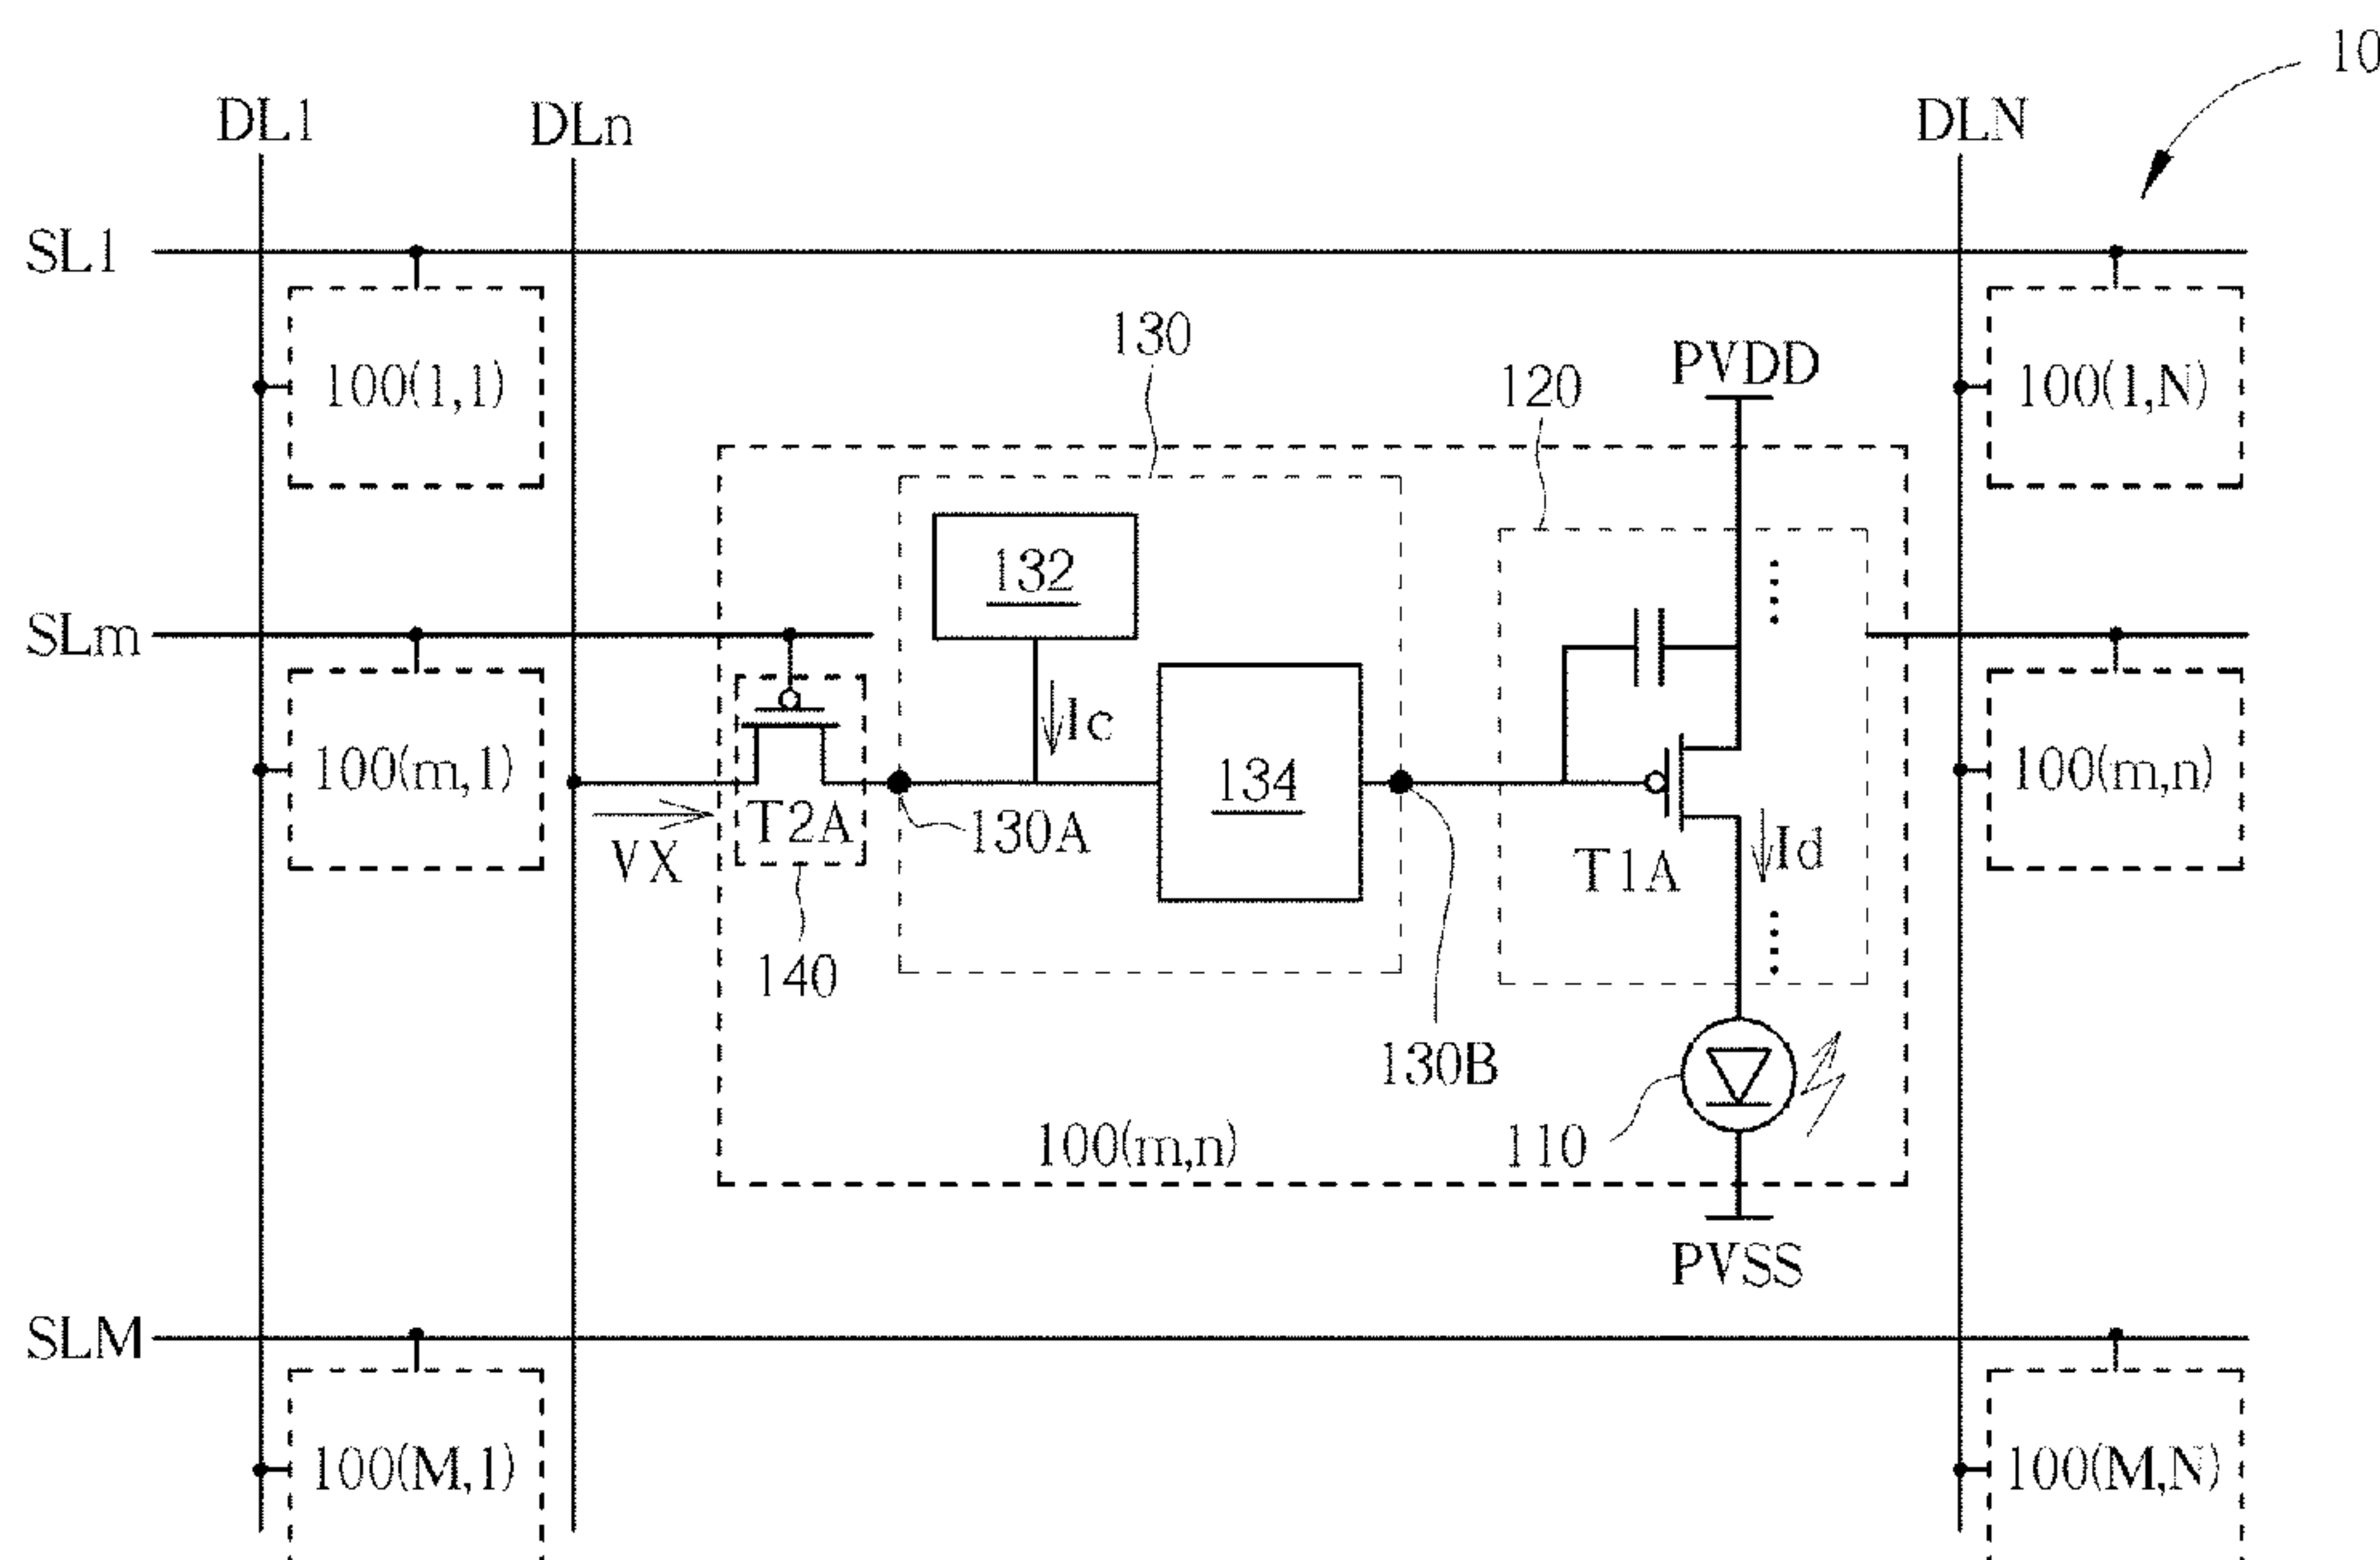 10
DL1
DLn
DLN
SL1
130
PVDD
120
100(1,1)
100(1,N)
132
SLm
Ic
100(m,1)
134
100(m,n)
T2A
130A
VX
T1A
Id
140
130B
110
100(m,n)
PVSS
SLM
100(M,1)
100(M,N)